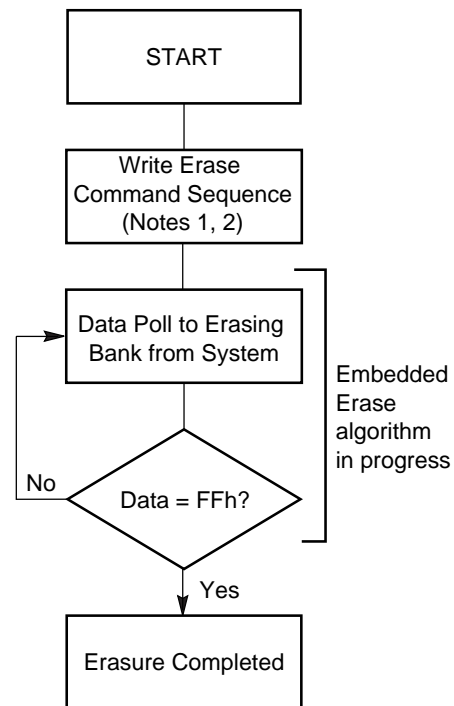 START
Write Erase
Command Sequence
(Notes 1, 2)
Data Poll to Erasing
Bank from System
Embedded
Erase
algorithm
in progress
No
Data = FFh?
Yes
Erasure Completed